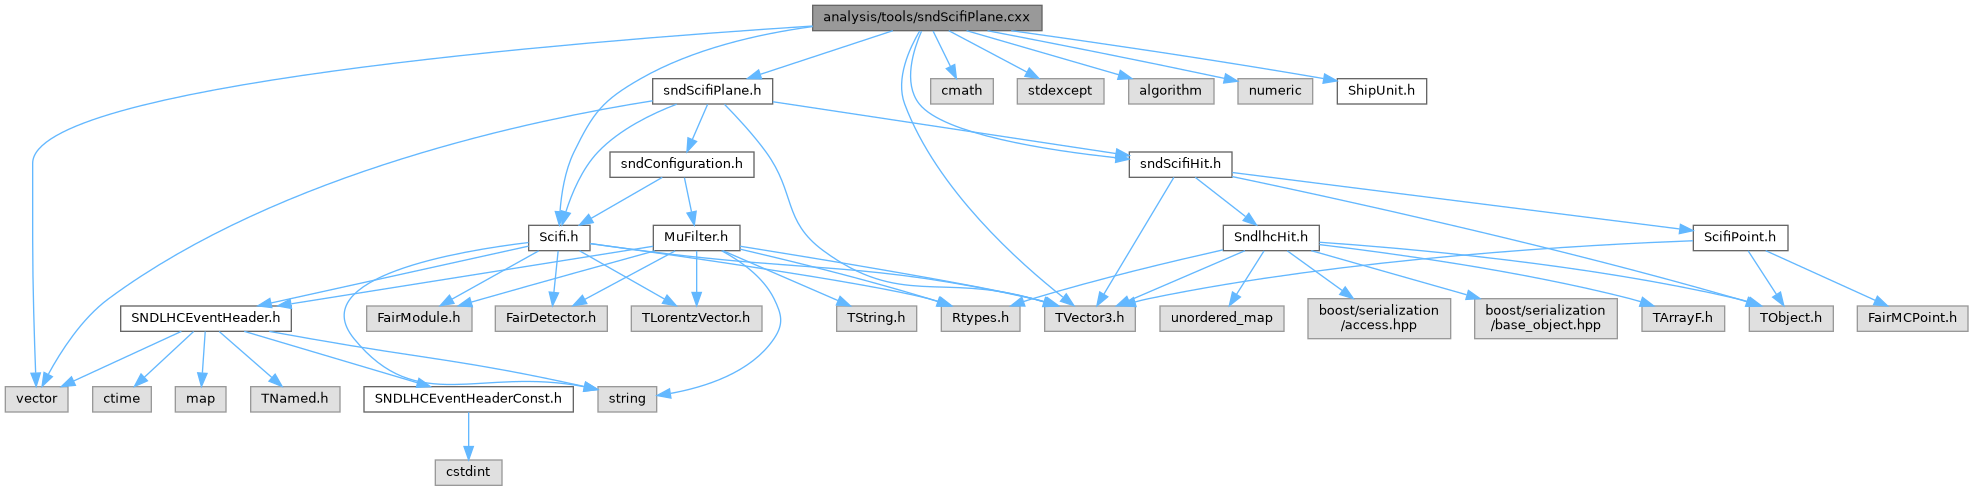 analysis/tools/sndScifiPlane.cxx
sndScifiPlane.h
cmath
stdexcept
algorithm
numeric
ShipUnit.h
sndConfiguration.h
sndScifiHit.h
Scifi.h
MuFilter.h
SndlhcHit.h
ScifiPoint.h
SNDLHCEventHeader.h
FairModule.h
FairDetector.h
TLorentzVector.h
TString.h
Rtypes.h
TVector3.h
unordered_map
boost/serialization
/access.hpp
boost/serialization
/base_object.hpp
TArrayF.h
TObject.h
FairMCPoint.h
vector
ctime
map
TNamed.h
SNDLHCEventHeaderConst.h
string
cstdint